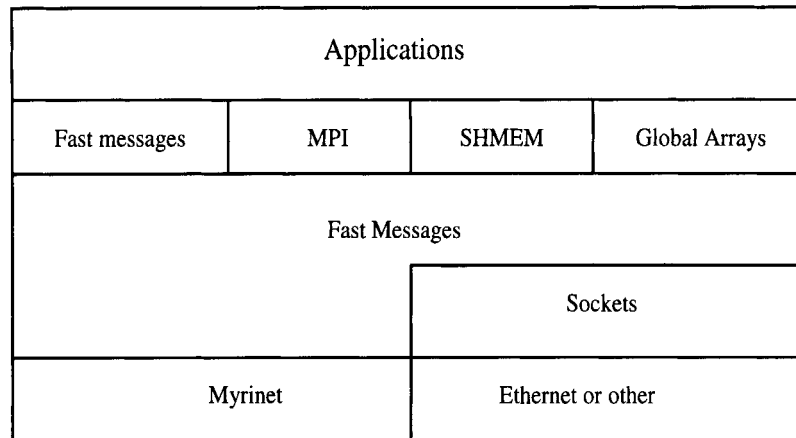 Applications
Fast messages MPI SHMEM Global Arrays
Fast Messages
Sockets
Myrinet Ethernet or other